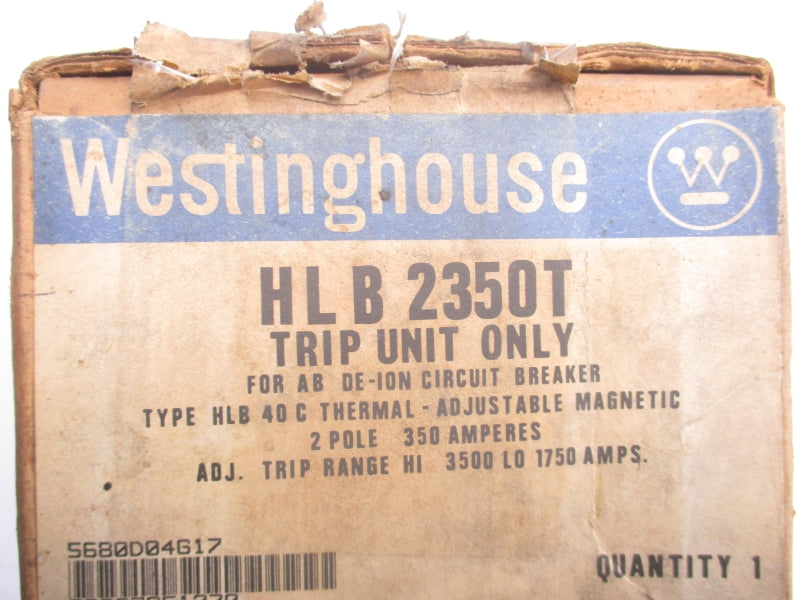 Westinghouse W
HLB 2350T
TRIP UNIT ONLY
FOR AB DE-ION CIRCUIT BREAKER
TYPE HLB 40 C THERMAL - ADJUSTABLE MAGNETIC
2 POLE 350 AMPERES
ADJ. TRIP RANGE HI 3500 LO 1750 AMPS.
5680D04G17
QUANTITY 1